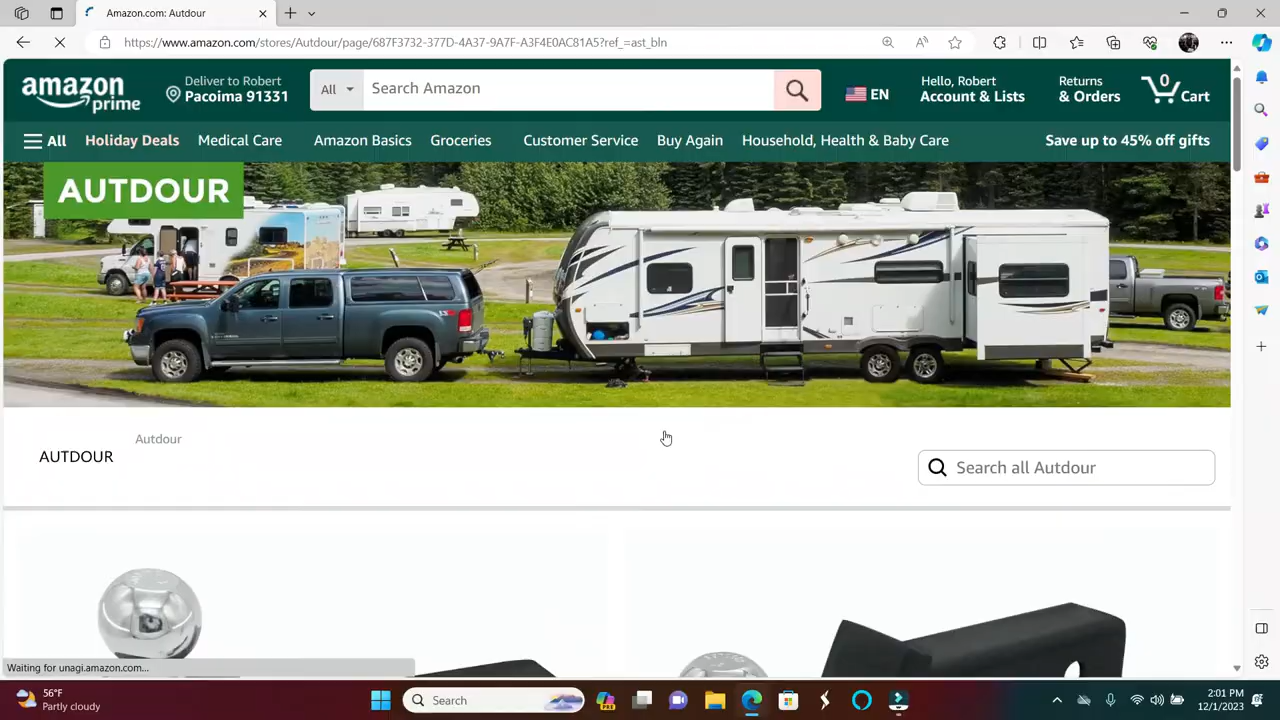 Amazon.com: Autdour
https://www.amazon.com/stores/Autdour/page/687F3732-377D-4A37-9A7F-A3F4E0AC81A5?ref_=ast_bln
amazon prime
Deliver to Robert
Pacoima 91331
All
Search Amazon
EN
Hello, Robert
Account & Lists
Returns
& Orders
0
Cart
All
Holiday Deals
Medical Care
Amazon Basics
Groceries
Customer Service
Buy Again
Household, Health & Baby Care
Save up to 45% off gifts
AUTDOUR
Autdour
AUTDOUR
Search all Autdour
Waiting for unagi.amazon.com...
56°F
Partly cloudy
Search
2:01 PM
12/1/2023